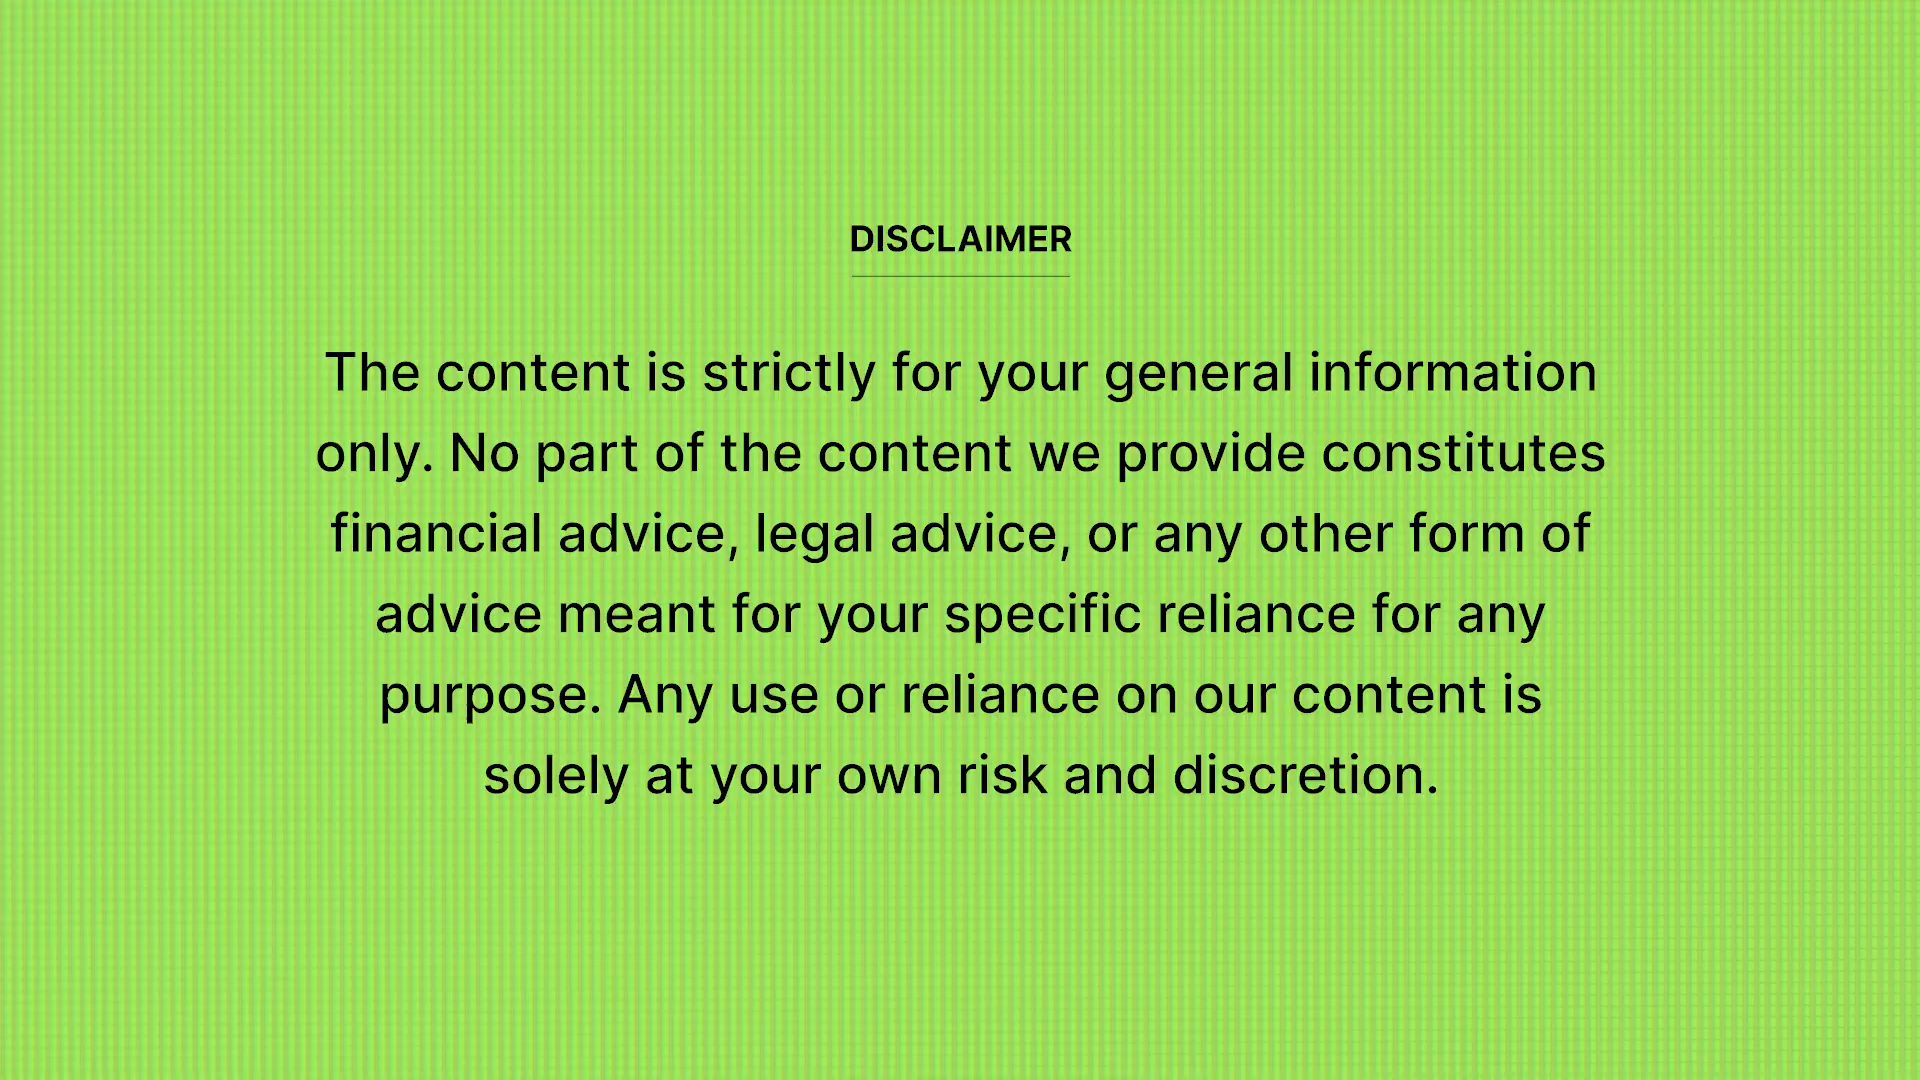 DISCLAIMER
The content is strictly for your general information
only. No part of the content we provide constitutes
financial advice, legal advice, or any other form of
advice meant for your specific reliance for any
purpose. Any use or reliance on our content is
solely at your own risk and discretion.